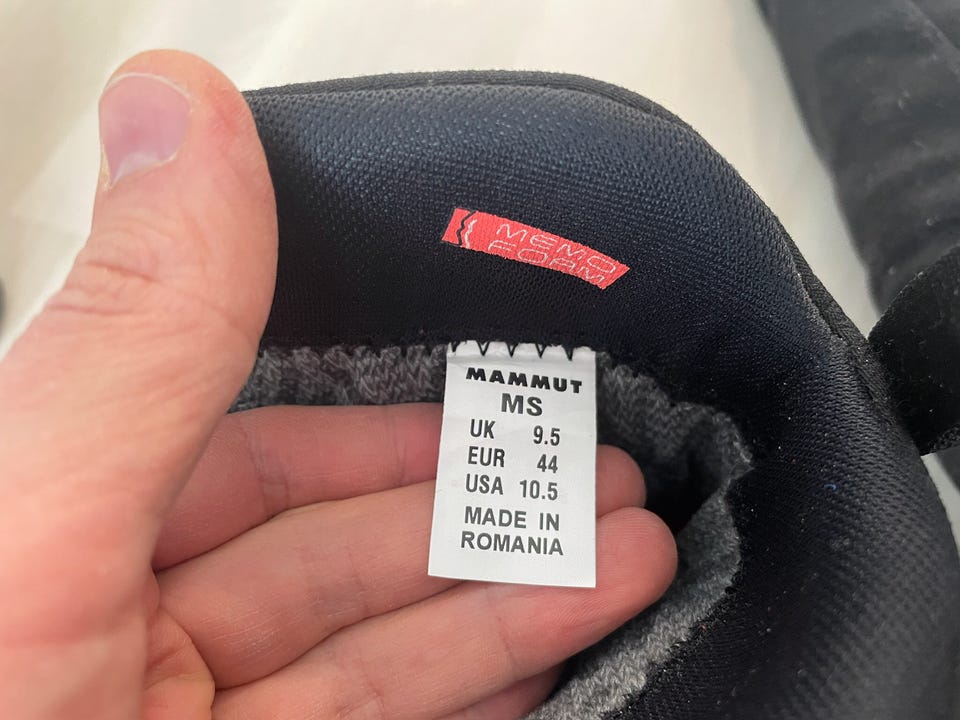 MEMO
FOAM
MAMMUT
MS
UK 9.5
EUR 44
USA 10.5
MADE IN
ROMANIA